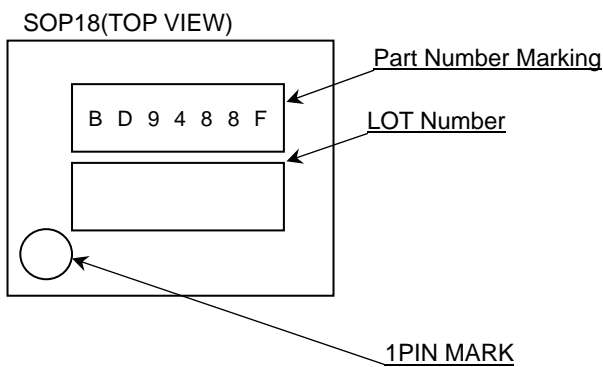 SOP18(TOP VIEW)
Part Number Marking
B D 9 4 8 8 F
LOT Number
1PIN MARK